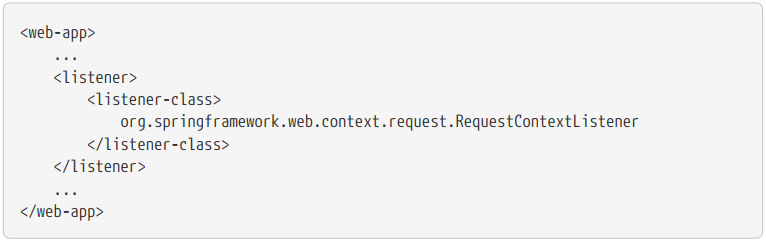 <web-app>
    ...
    <listener>
        <listener-class>
            org.springframework.web.context.request.RequestContextListener
        </listener-class>
    </listener>
    ...
</web-app>